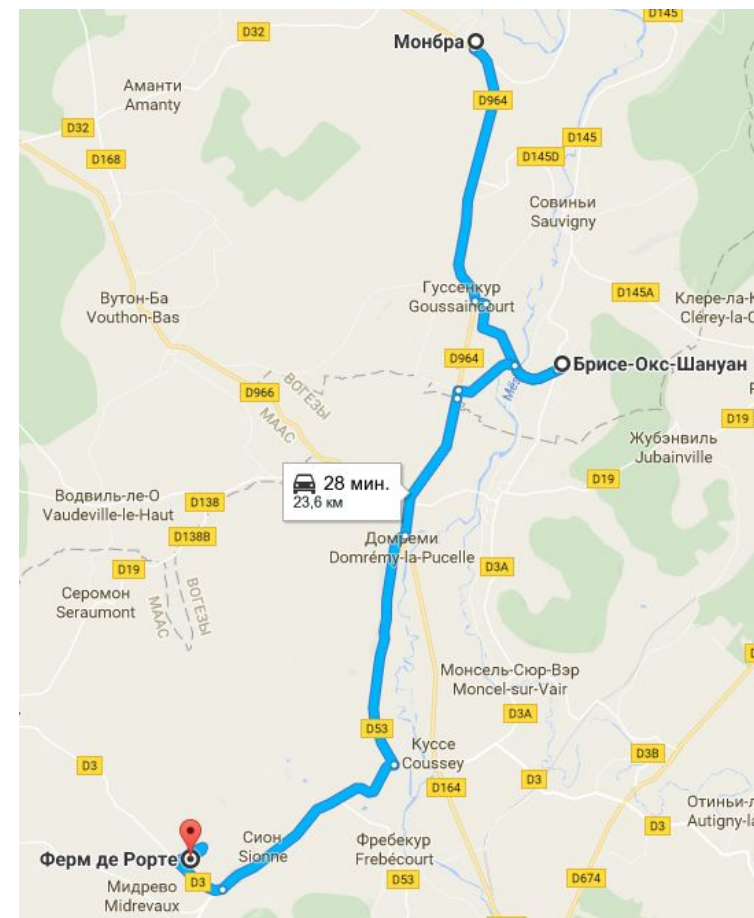 D145
D32
Монбра
Аманти
Amanty
D964
D32
D168
D145
D145D
Совиньи
Sauvigny
Гуссенкур
Goussaincourt
D145A
Вутон-Ба
Vouthon-Bas
Клере-ла-
Clérey-la-C
D964
Брисе-Окс-Шануан
D966
ВОГЕЗЫ
МААС
D19
Жубэнвиль
Jubainville
28 мин.
23,6 км
D19
Водвиль-ле-О
Vaudeville-le-Haut
D138
D138B
Домреми
Domrémy-la-Pucelle
D3A
D19
Серомон
Seraumont
ВОГЕЗЫ
МААС
Монсель-Сюр-Вэр
Moncel-sur-Vair
D3A
D53
Куссе
Coussey
D3B
D3
D164
D3
Отиньи-л
Autigny-la
D3
Сион
Sionne
Фребекур
Frebécourt
Ферм де Рорте
D3
D53
D674
Мидрево
Midrevaux